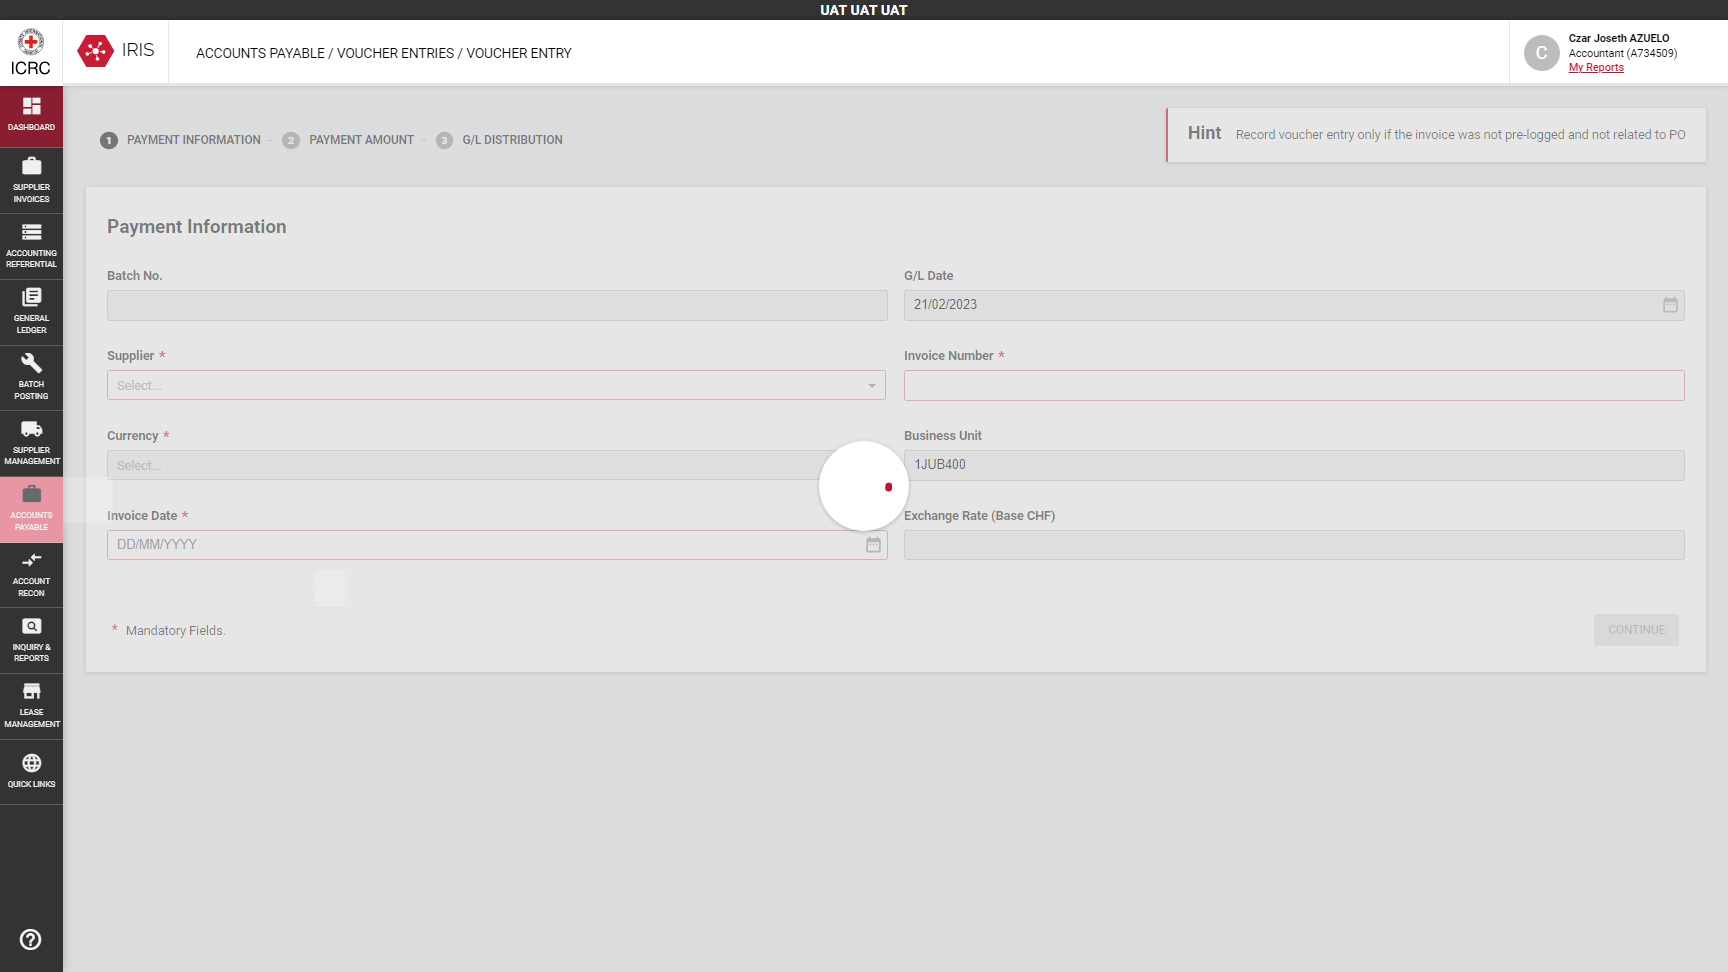 UAT UAT UAT
ICRC
IRIS
ACCOUNTS PAYABLE / VOUCHER ENTRIES / VOUCHER ENTRY
C
Czar Joseth AZUELO
Accountant (A734509)
My Reports
DASHBOARD
SUPPLIER
INVOICES
ACCOUNTING
REFERENTIAL
GENERAL
LEDGER
BATCH
POSTING
SUPPLIER
MANAGEMENT
ACCOUNTS
PAYABLE
ACCOUNT
RECON
INQUIRY &
REPORTS
LEASE
MANAGEMENT
QUICK LINKS
1 PAYMENT INFORMATION - 2 PAYMENT AMOUNT - 3 G/L DISTRIBUTION
Hint Record voucher entry only if the invoice was not pre-logged and not related to PO
Payment Information
Batch No.
G/L Date
21/02/2023
Supplier *
Select...
Invoice Number *
Currency *
Select...
Business Unit
1JUB400
Invoice Date *
DD/MM/YYYY
Exchange Rate (Base CHF)
* Mandatory Fields.
CONTINUE